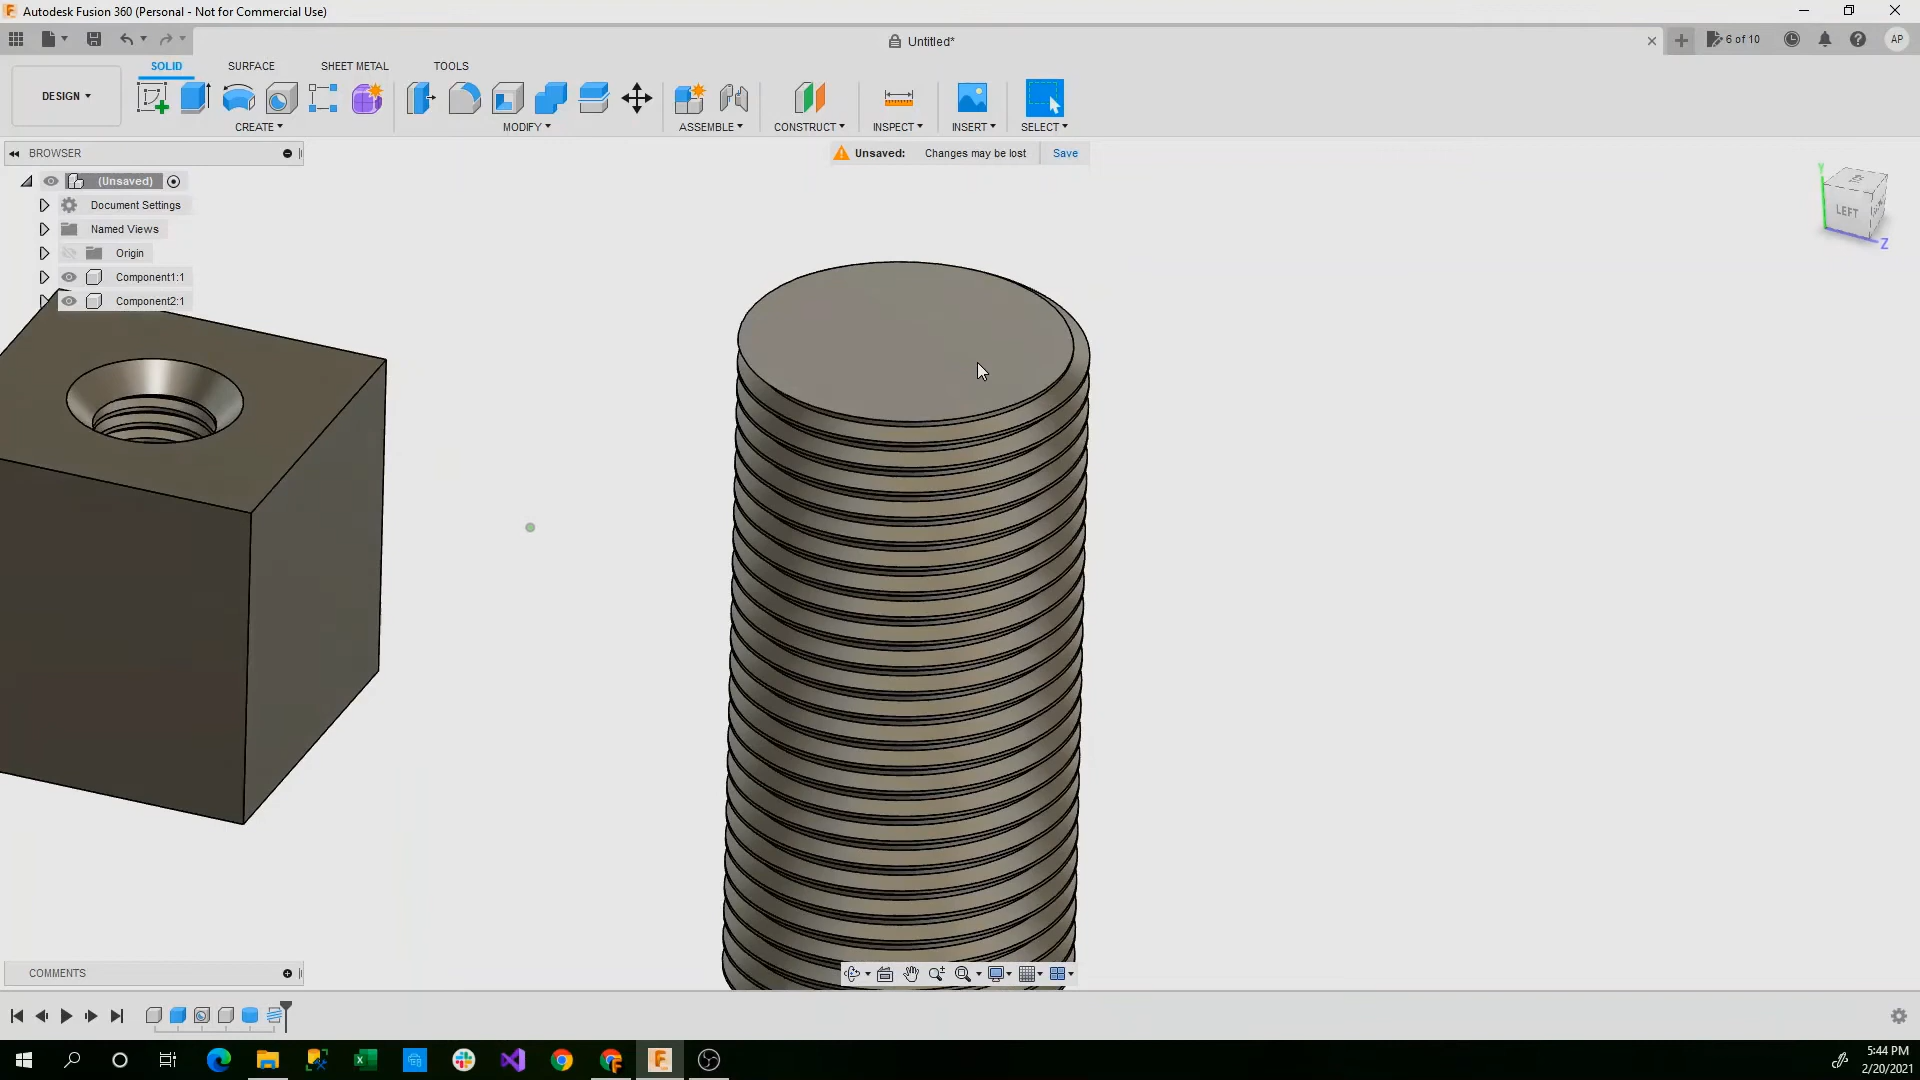 Autodesk Fusion 360 (Personal - Not for Commercial Use)
Untitled*
6 of 10
AP
DESIGN
SOLID
SURFACE
SHEET METAL
TOOLS
CREATE
MODIFY
ASSEMBLE
CONSTRUCT
INSPECT
INSERT
SELECT
BROWSER
Unsaved: Changes may be lost Save
(Unsaved)
Document Settings
Named Views
Origin
Component1:1
Component2:1
Y
LEFT
Z
COMMENTS
5:44 PM
2/20/2021